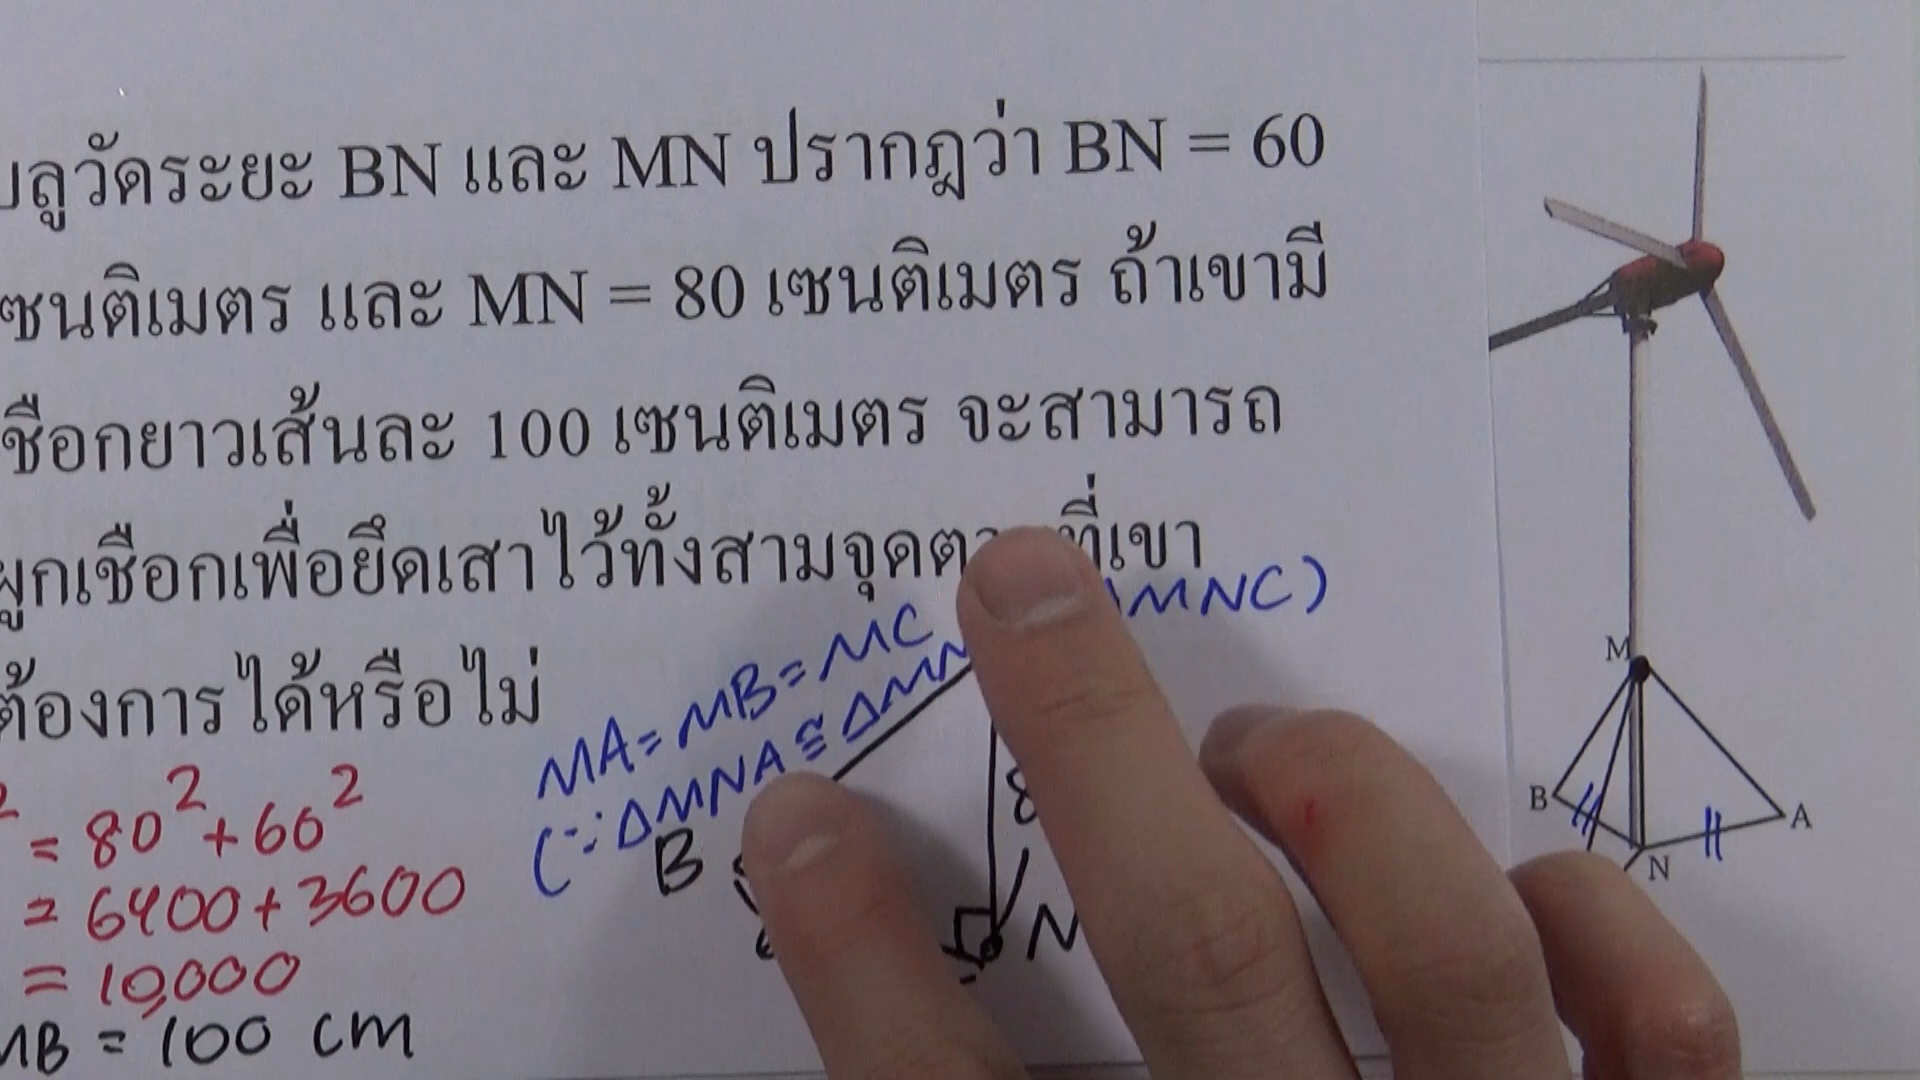 วัดระยะ BN และ MN ปรากฏว่า BN = 60
เซนติเมตร และ MN = 80 เซนติเมตร ถ้าเขามี
เชือกยาวเส้นละ 100 เซนติเมตร จะสามารถ
ผูกเชือกเพื่อยึดเสาไว้ทั้งสามจุด ที่เขา
ต้องการได้หรือไม่
MA = MB = MC
(∵ ΔMNA ≅ ΔMN ΔMNC)
2 = 80² + 60²
= 6400 + 3600
= 10,000
MB = 100 cm
B
N
M
B
A
N